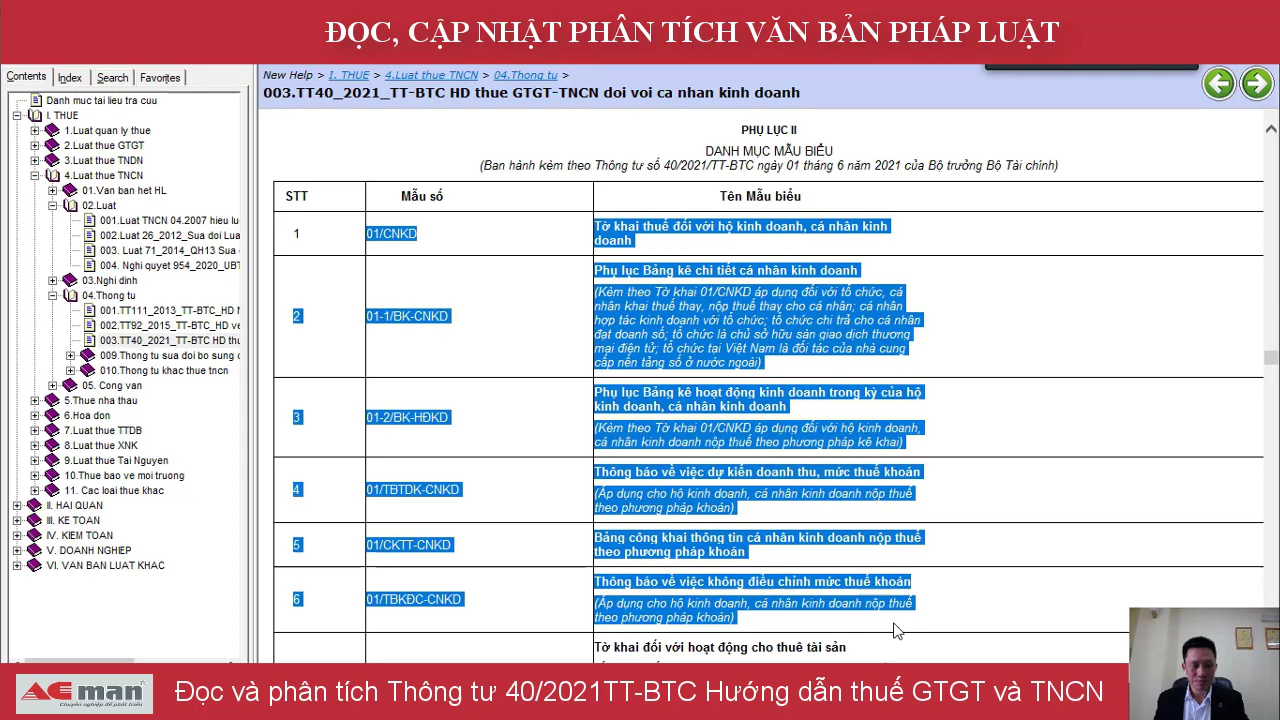 ĐỌC, CẬP NHẬT PHÂN TÍCH VĂN BẢN PHÁP LUẬT
Contents Index Search Favorites
Danh muc tai lieu tra cuu
I. THUE
1.Luat quan ly thue
2.Luat thue GTGT
3.Luat thue TNDN
4.Luat thue TNCN
01.Van ban het HL
02.Luat
001.Luat TNCN 04.2007 hieu lu
002.Luat 26_2012_Sua doi Lua
003. Luat 71_2014_QH13 Sua
004. Nghi quyet 954_2020_UBT
03.Nghi dinh
04.Thong tu
001.TT111_2013_TT-BTC_HD N
002.TT92_2015_TT-BTC_HD ve
003.TT40_2021_TT-BTC HD thu
009.Thong tu sua doi bo sung c
010.Thong tu khac thue tncn
05. Cong van
5.Thue nha thau
6.Hoa don
7.Luat thue TTDB
8.Luat thue XNK
9.Luat thue Tai Nguyen
10.Thue bao ve moi truong
11. Cac loai thue khac
II. HAI QUAN
III. KE TOAN
IV. KIEM TOAN
V. DOANH NGHIEP
VI. VAN BAN LUAT KHAC
New Help > I. THUE > 4.Luat thue TNCN > 04.Thong tu >
003.TT40_2021_TT-BTC HD thue GTGT-TNCN doi voi ca nhan kinh doanh
PHỤ LỤC II
DANH MỤC MẪU BIỂU
(Ban hành kèm theo Thông tư số 40/2021/TT-BTC ngày 01 tháng 6 năm 2021 của Bộ trưởng Bộ Tài chính)
STT Mẫu số Tên Mẫu biểu
1 01/CNKD Tờ khai thuế đối với hộ kinh doanh, cá nhân kinh
doanh
2 01-1/BK-CNKD Phụ lục Bảng kê chi tiết cá nhân kinh doanh
(Kèm theo Tờ khai 01/CNKD áp dụng đối với tổ chức, cá
nhân khai thuế thay, nộp thuế thay cho cá nhân; cá nhân
hợp tác kinh doanh với tổ chức; tổ chức chi trả cho cá nhân
đạt doanh số; tổ chức là chủ sở hữu sàn giao dịch thương
mại điện tử; tổ chức tại Việt Nam là đối tác của nhà cung
cấp nền tảng số ở nước ngoài)
3 01-2/BK-HĐKD Phụ lục Bảng kê hoạt động kinh doanh trong kỳ của hộ
kinh doanh, cá nhân kinh doanh
(Kèm theo Tờ khai 01/CNKD áp dụng đối với hộ kinh doanh,
cá nhân kinh doanh nộp thuế theo phương pháp kê khai)
4 01/TBTDK-CNKD Thông báo về việc dự kiến doanh thu, mức thuế khoán
(Áp dụng cho hộ kinh doanh, cá nhân kinh doanh nộp thuế
theo phương pháp khoán)
5 01/CKTT-CNKD Bảng công khai thông tin cá nhân kinh doanh nộp thuế
theo phương pháp khoán
6 01/TBKĐC-CNKD Thông báo về việc không điều chỉnh mức thuế khoán
(Áp dụng cho hộ kinh doanh, cá nhân kinh doanh nộp thuế
theo phương pháp khoán)
Tờ khai đối với hoạt động cho thuê tài sản
ACman
Chuyên nghiệp để phát triển
Đọc và phân tích Thông tư 40/2021TT-BTC Hướng dẫn thuế GTGT và TNCN